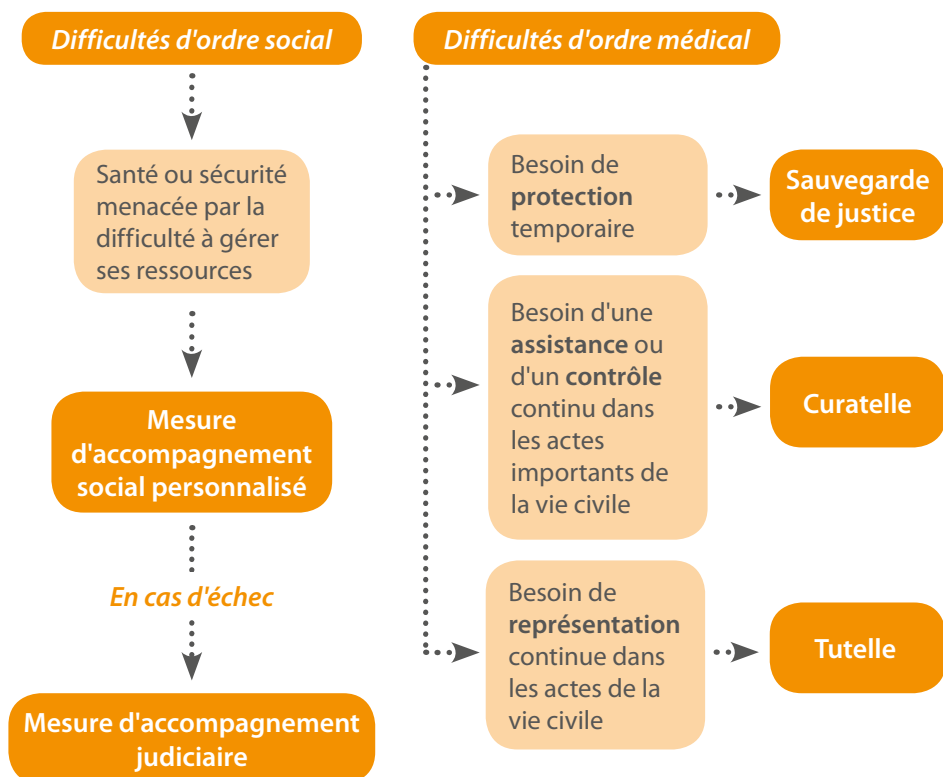 Difficultés d'ordre social
Santé ou sécurité
menacée par la
difficulté à gérer
ses ressources
Mesure
d'accompagnement
social personnalisé
En cas d'échec
Mesure d'accompagnement
judiciaire
Difficultés d'ordre médical
Besoin de
protection
temporaire
Sauvegarde
de justice
Besoin d'une
assistance ou
d'un contrôle
continu dans
les actes
importants de
la vie civile
Curatelle
Besoin de
représentation
continue dans
les actes de la
vie civile
Tutelle